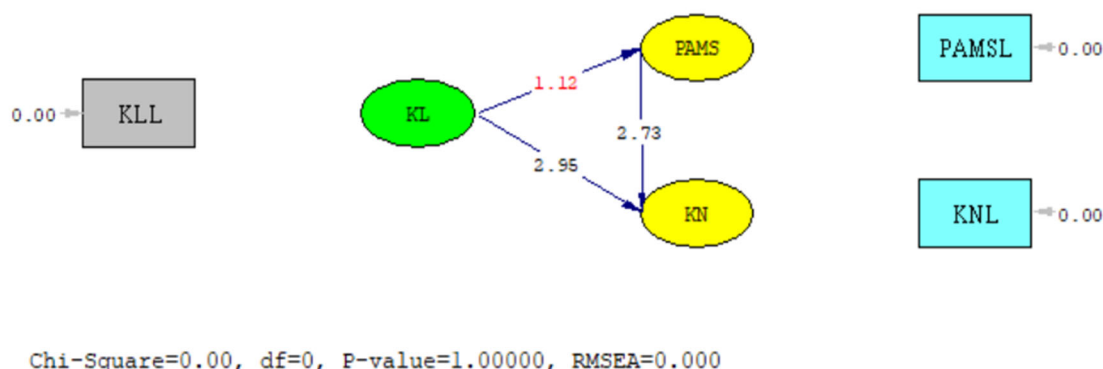 PAMS
PAMSL
0.00
1.12
0.00
KLL
KL
2.73
2.95
KN
KNL
0.00
Chi-Square=0.00, df=0, P-value=1.00000, RMSEA=0.000